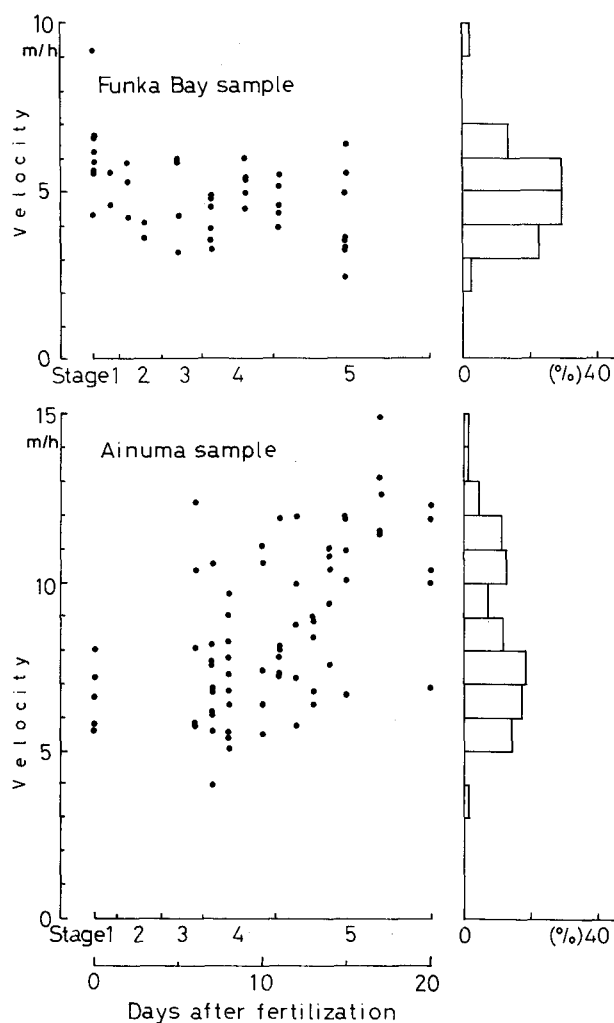 10
m/h
Funka Bay sample
Velocity
5
0
Stage1 2 3 4 5
0 (%)40
15
m/h
Ainuma sample
10
Velocity
5
0
Stage1 2 3 4 5
0 (%)40
0 10 20
Days after fertilization